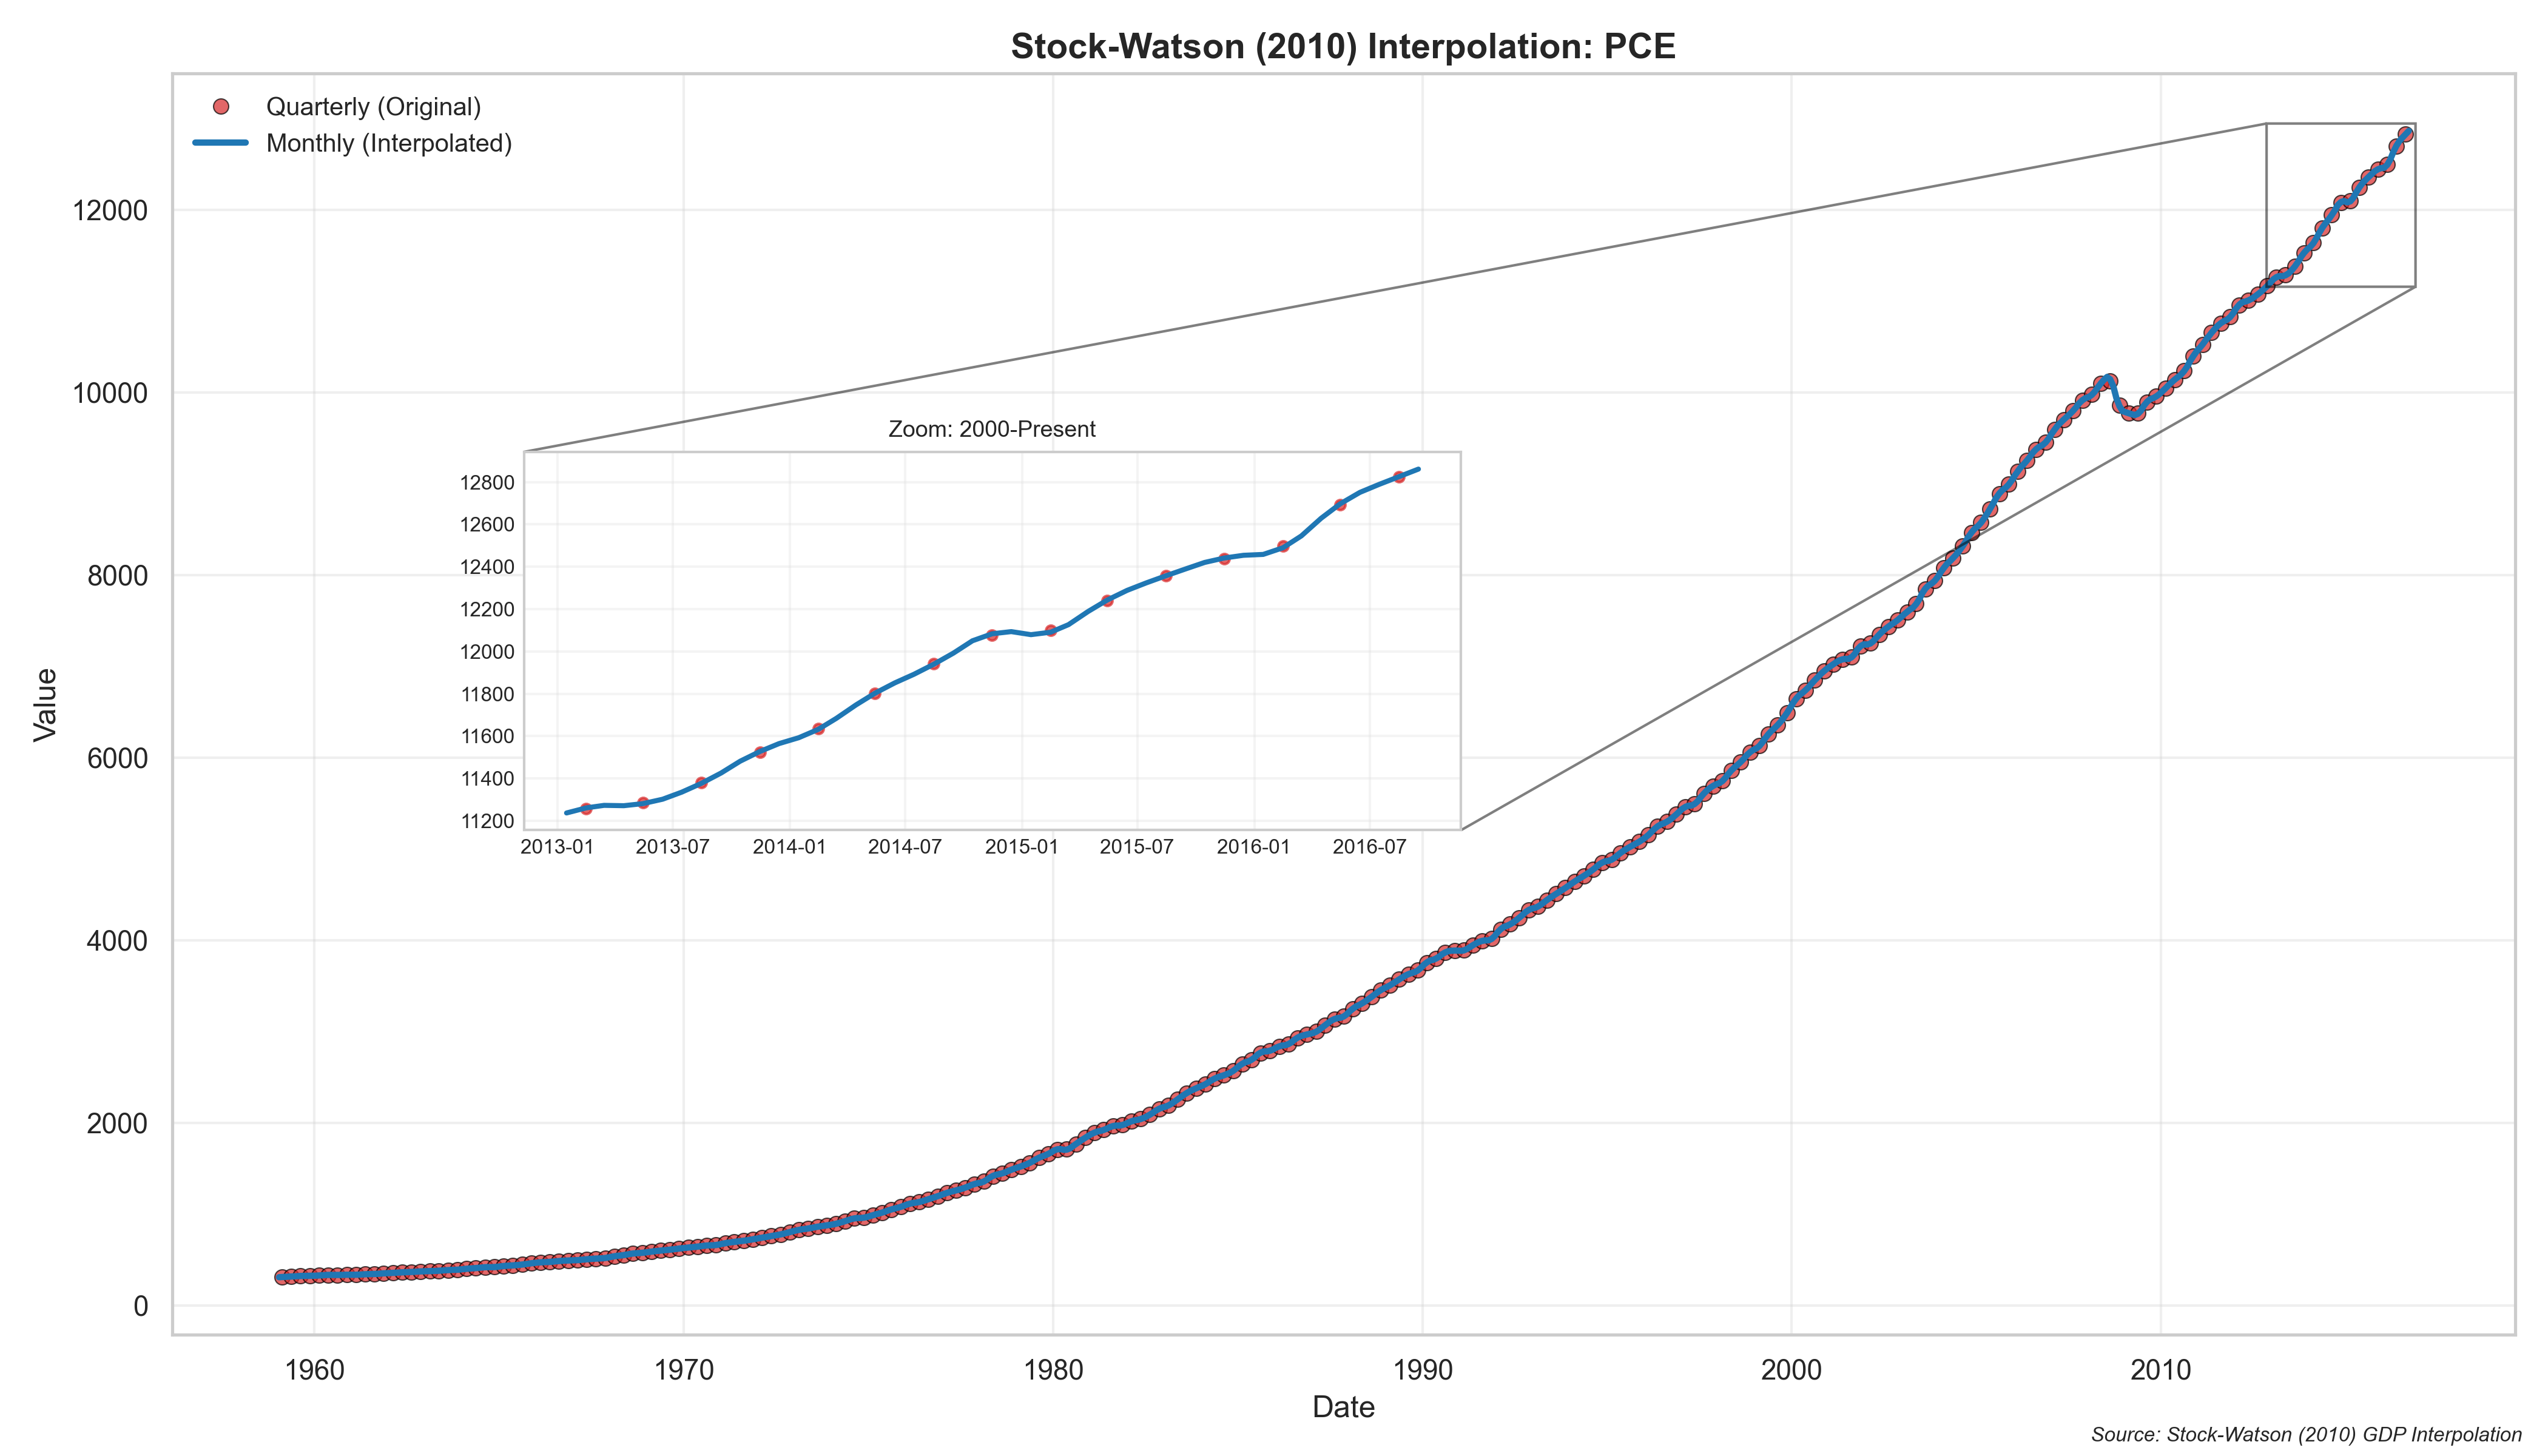 Stock-Watson (2010) Interpolation: PCE
Quarterly (Original)
Monthly (Interpolated)
12000
10000
8000
6000
4000
2000
0
Value
Zoom: 2000-Present
12800
12600
12400
12200
12000
11800
11600
11400
11200
2013-01 2013-07 2014-01 2014-07 2015-01 2015-07 2016-01 2016-07
1960 1970 1980 1990 2000 2010
Date
Source: Stock-Watson (2010) GDP Interpolation